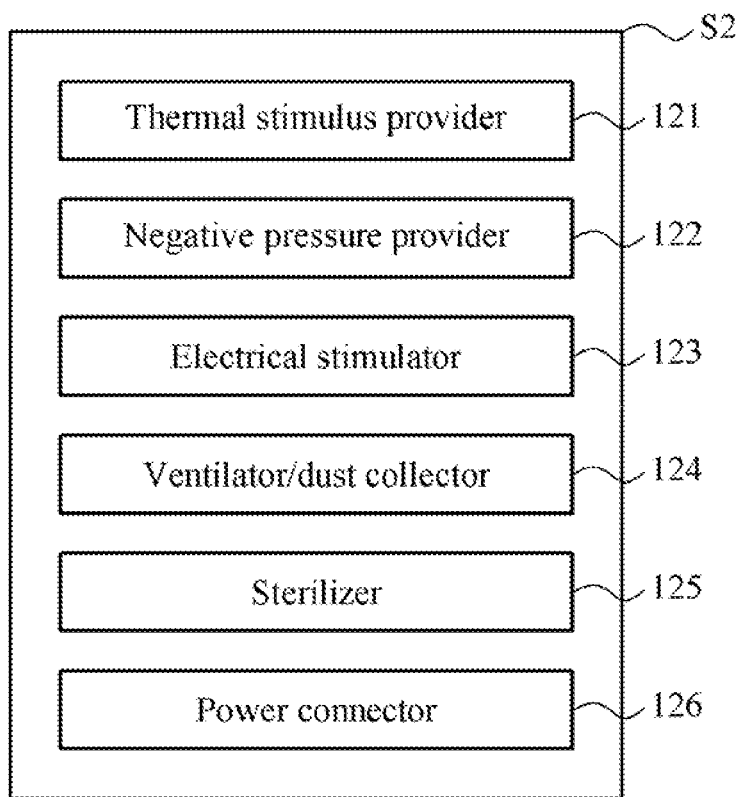 S2
Thermal stimulus provider 121
Negative pressure provider 122
Electrical stimulator 123
Ventilator/dust collector 124
Sterilizer 125
Power connector 126